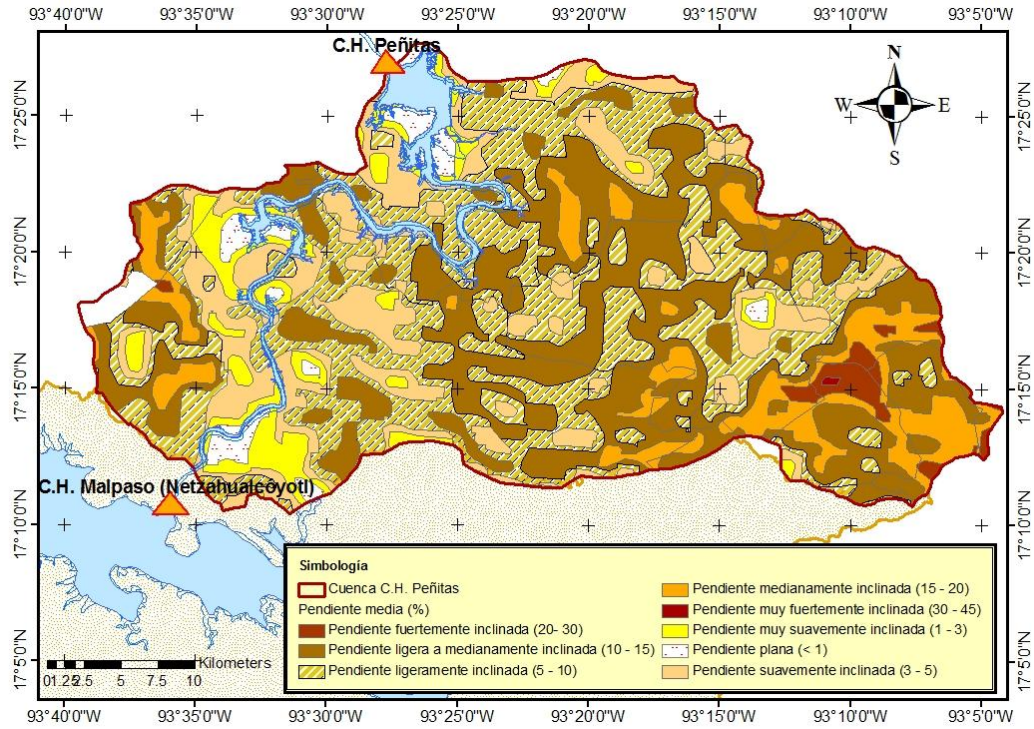 93°40'0"W 93°35'0"W 93°30'0"W 93°25'0"W 93°20'0"W 93°15'0"W 93°10'0"W 93°5'0"W
C.H. Peñitas
N
W E
S
17°25'0"N 17°25'0"N
17°20'0"N 17°20'0"N
17°15'0"N 17°15'0"N
C.H. Malpaso (Netzahualcóyotl)
17°10'0"N 17°10'0"N
Simbología
Cuenca C.H. Peñitas
Pendiente media (%)
Pendiente fuertemente inclinada (20- 30)
Pendiente ligera a medianamente inclinada (10 - 15)
Pendiente ligeramente inclinada (5 - 10)
Pendiente medianamente inclinada (15 - 20)
Pendiente muy fuertemente inclinada (30 - 45)
Pendiente muy suavemente inclinada (1 - 3)
Pendiente plana (< 1)
Pendiente suavemente inclinada (3 - 5)
Kilometers
0 1.25 2.5 5 7.5 10
17°5'0"N 17°5'0"N
93°40'0"W 93°35'0"W 93°30'0"W 93°25'0"W 93°20'0"W 93°15'0"W 93°10'0"W 93°5'0"W